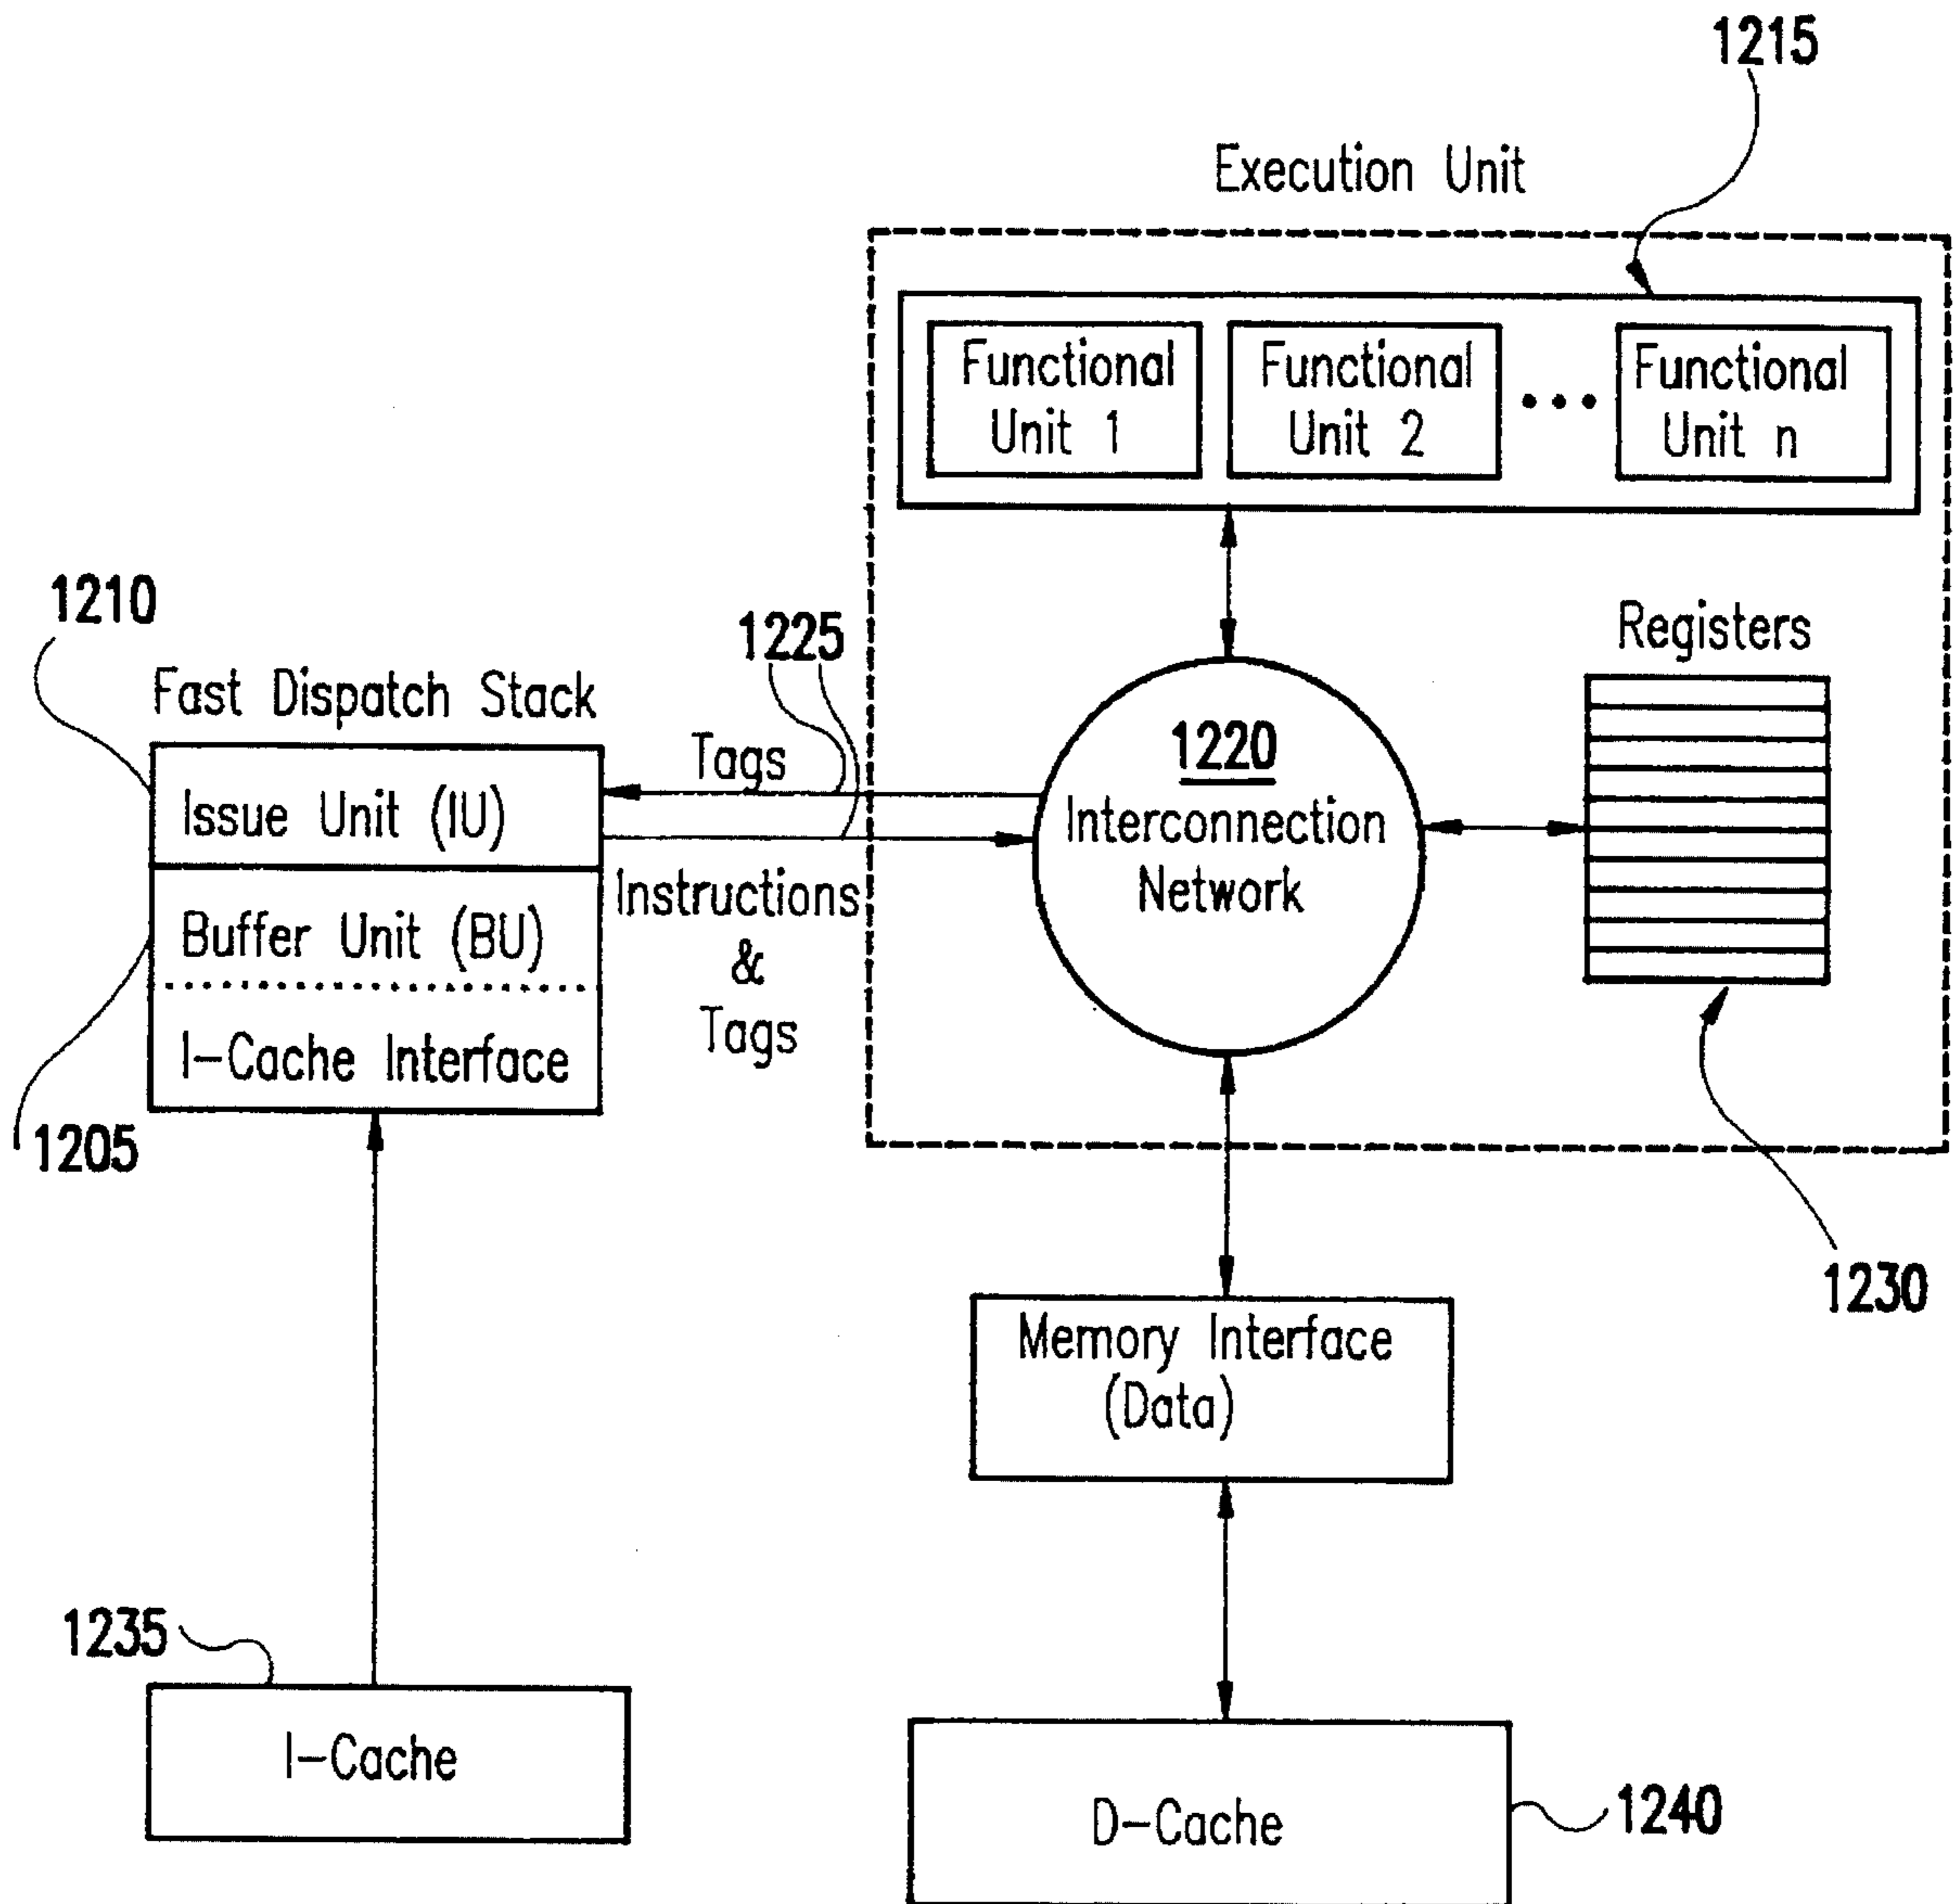 1215
Execution Unit
Functional
Unit 1
Functional
Unit 2
•••
Functional
Unit n
1210
Fast Dispatch Stack
1225
Registers
Tags
1220
Interconnection
Network
Issue Unit (IU)
Instructions
&
Tags
Buffer Unit (BU)
I-Cache Interface
1205
1230
Memory Interface
(Data)
1235
I-Cache
D-Cache
1240